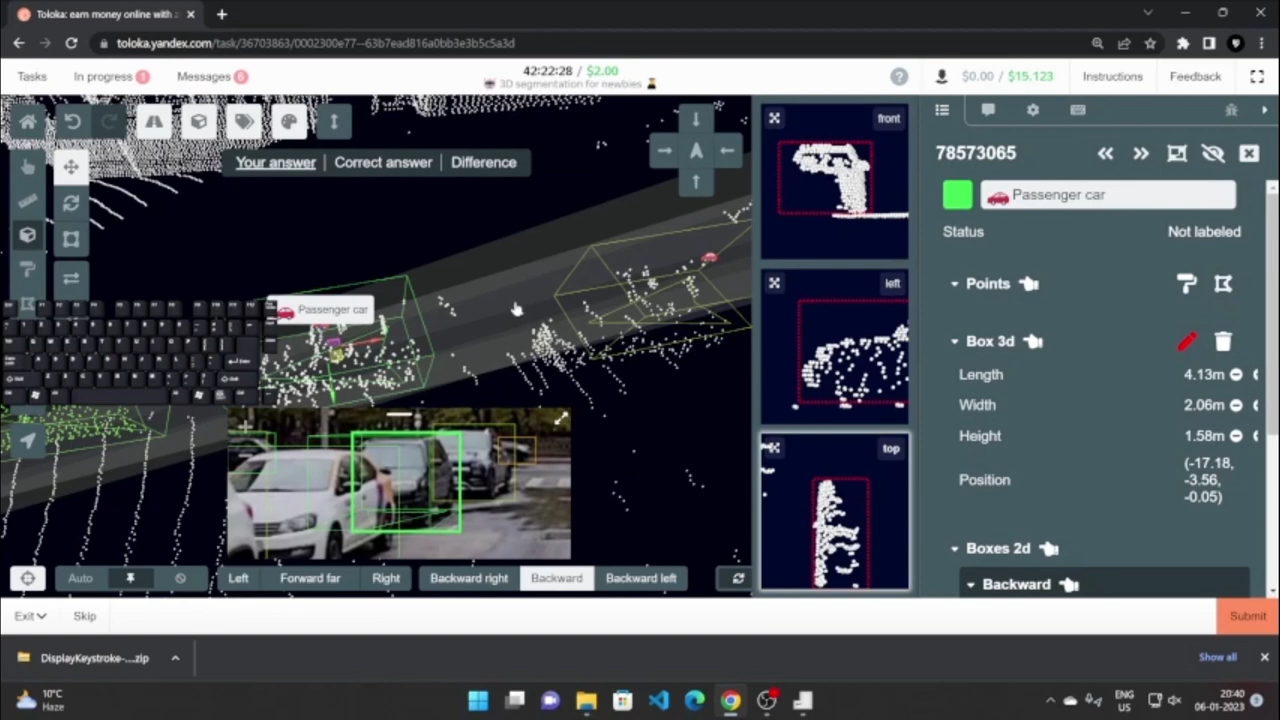 Toloka: earn money online with
toloka.yandex.com/task/36703863/0002300e77--63b7ead816a0bb3e3b5c5a3d
Tasks
In progress 1
Messages 6
42:22:28 / $2.00
3D segmentation for newbies
$0.00 / $15.123
Instructions
Feedback
Your answer | Correct answer | Difference
front
left
top
Passenger car
78573065
Passenger car
Status Not labeled
Points
Box 3d
Length 4.13m
Width 2.06m
Height 1.58m
Position (-17.18,
-3.56,
-0.05)
Boxes 2d
Backward
Auto
Left Forward far Right
Backward right Backward Backward left
Exit
Skip
Submit
DisplayKeystroke-....zip
Show all
10°C
Haze
ENG
US
20:40
06-01-2023